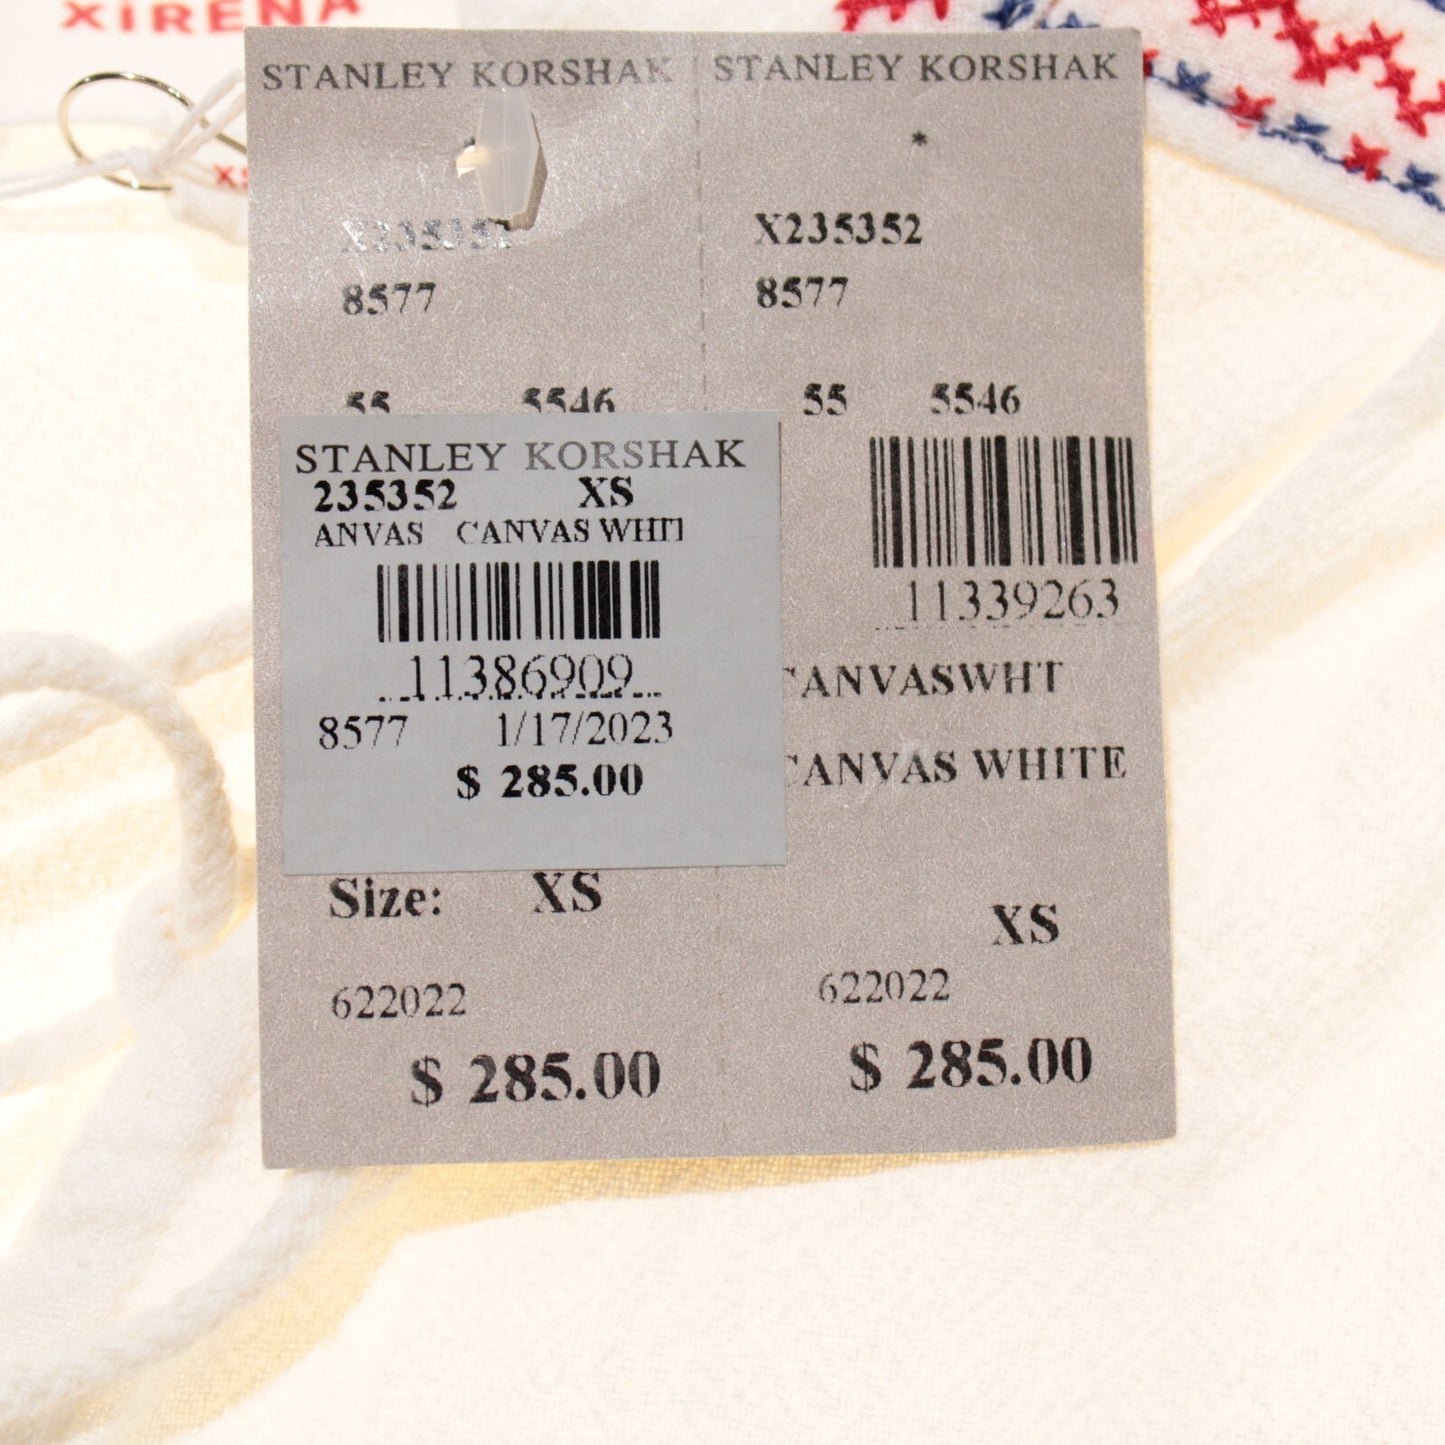 XiRENA
XS
STANLEY KORSHAK
X235352
8577
55 5546
STANLEY KORSHAK
235352 XS
ANVAS CANVAS WHIT
11386909
8577 1/17/2023
$ 285.00
Size: XS
622022
$ 285.00
STANLEY KORSHAK
*
X235352
8577
55 5546
11339263
CANVASWHT
CANVAS WHITE
XS
622022
$ 285.00